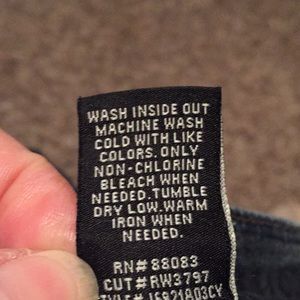 WASH INSIDE OUT
MACHINE WASH
COLD WITH LIKE
COLORS. ONLY
NON-CHLORINE
BLEACH WHEN
NEEDED. TUMBLE
DRY LOW. WARM
IRON WHEN
NEEDED.
RN# 88083
CUT# RW3797